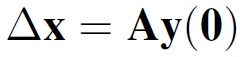 Δx = Ay(0)